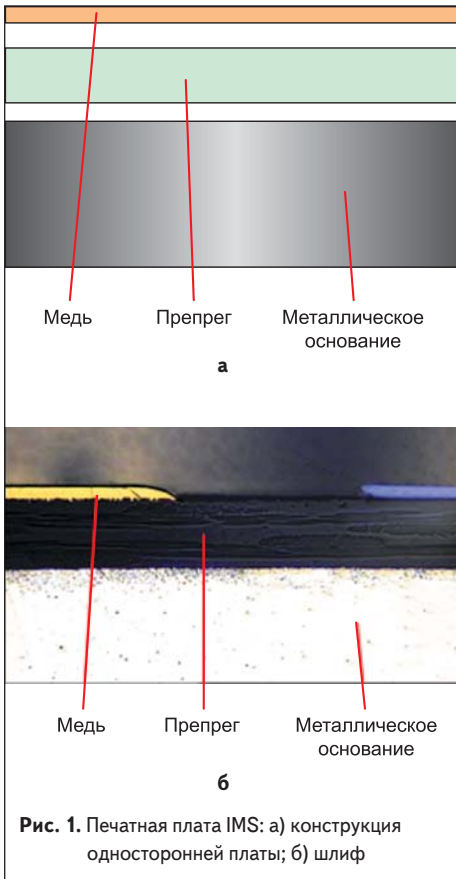 Медь Препрег Металлическое
основание
а
Медь Препрег Металлическое
основание
б
Рис. 1. Печатная плата IMS: а) конструкция
односторонней платы; б) шлиф